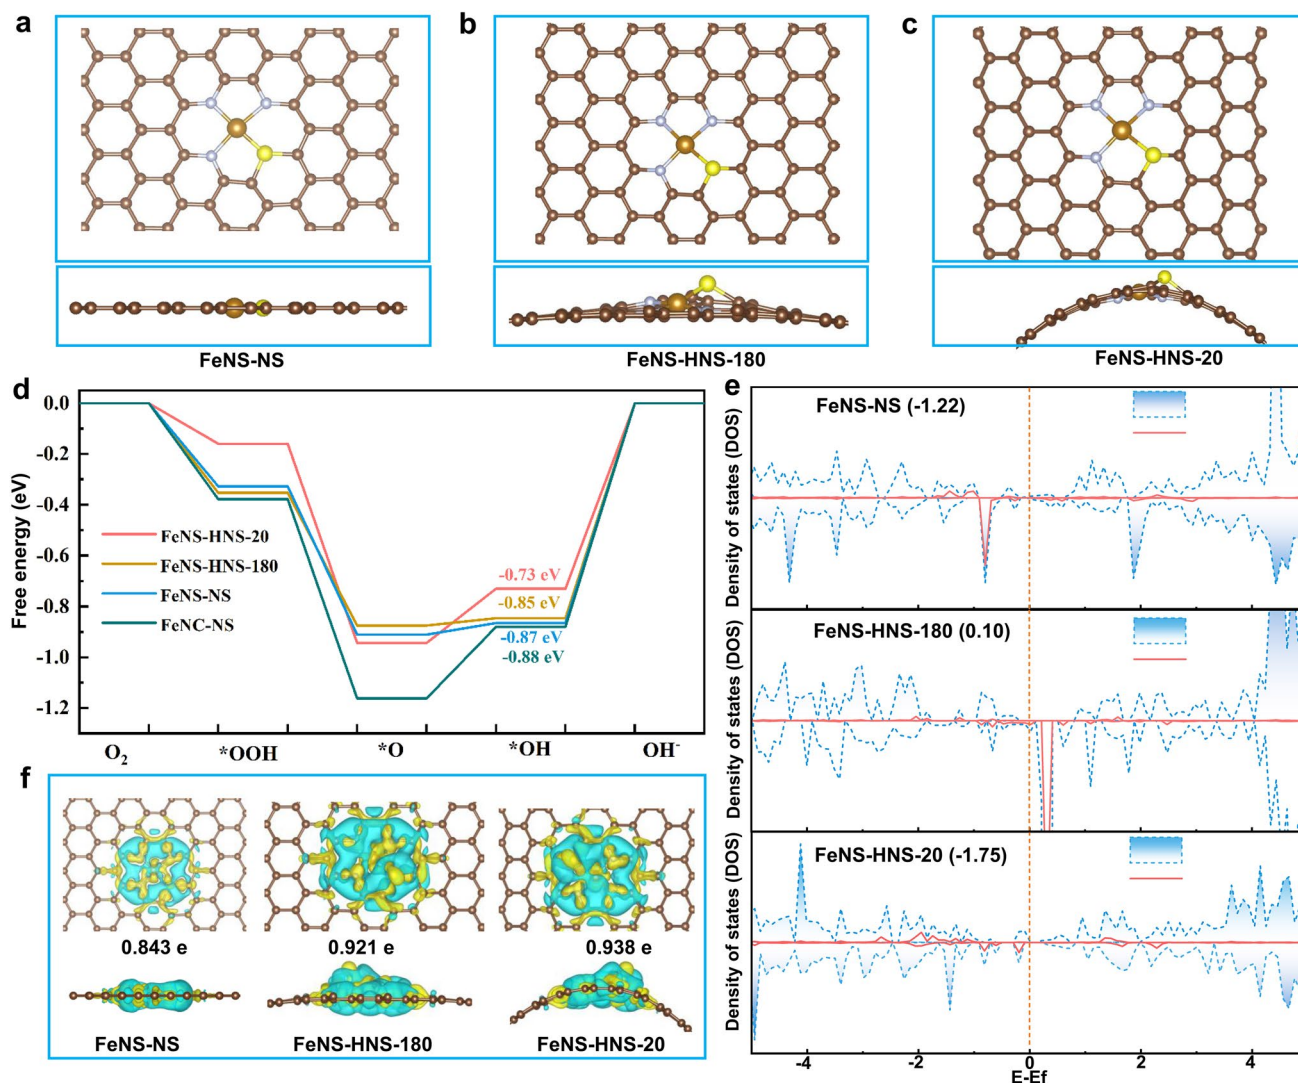 a
b
c
FeNS-NS
FeNS-HNS-180
FeNS-HNS-20
d
Free energy (eV)
0.0
-0.2
-0.4
-0.6
-0.8
-1.0
-1.2
FeNS-HNS-20
FeNS-HNS-180
FeNS-NS
FeNC-NS
-0.73 eV
-0.85 eV
-0.87 eV
-0.88 eV
O2
*OOH
*O
*OH
OH-
e
FeNS-NS (-1.22)
Density of states (DOS)
FeNS-HNS-180 (0.10)
Density of states (DOS)
FeNS-HNS-20 (-1.75)
Density of states (DOS)
-4
-2
0
2
4
E-Ef
f
0.843 e
0.921 e
0.938 e
FeNS-NS
FeNS-HNS-180
FeNS-HNS-20